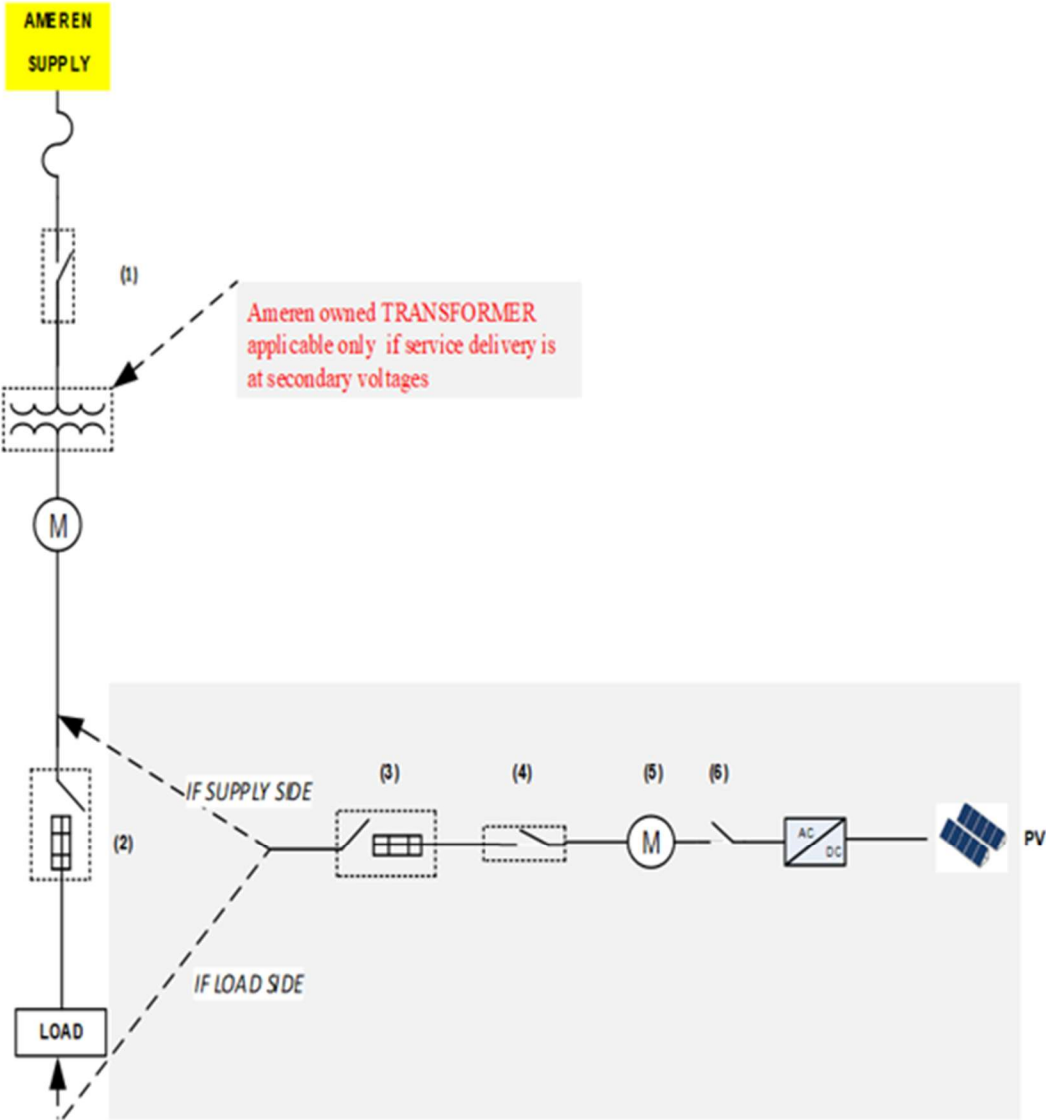 AMEREN
SUPPLY
(1)
Ameren owned TRANSFORMER
applicable only if service delivery is
at secondary voltages
M
IF SUPPLY SIDE
(3)
(4)
(5)
(6)
(2)
M
AC
DC
PV
IF LOAD SIDE
LOAD